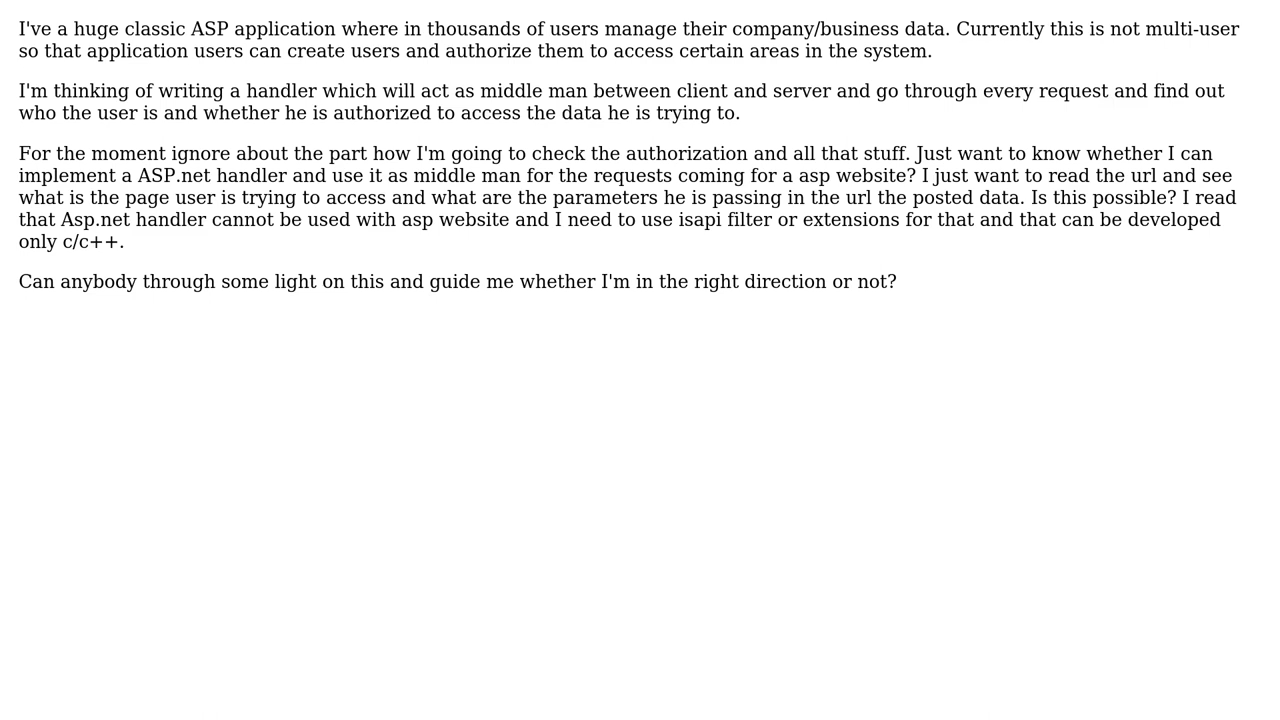 I've a huge classic ASP application where in thousands of users manage their company/business data. Currently this is not multi-user
so that application users can create users and authorize them to access certain areas in the system.
I'm thinking of writing a handler which will act as middle man between client and server and go through every request and find out
who the user is and whether he is authorized to access the data he is trying to.
For the moment ignore about the part how I'm going to check the authorization and all that stuff. Just want to know whether I can
implement a ASP.net handler and use it as middle man for the requests coming for a asp website? I just want to read the url and see
what is the page user is trying to access and what are the parameters he is passing in the url the posted data. Is this possible? I read
that Asp.net handler cannot be used with asp website and I need to use isapi filter or extensions for that and that can be developed
only c/c++.
Can anybody through some light on this and guide me whether I'm in the right direction or not?